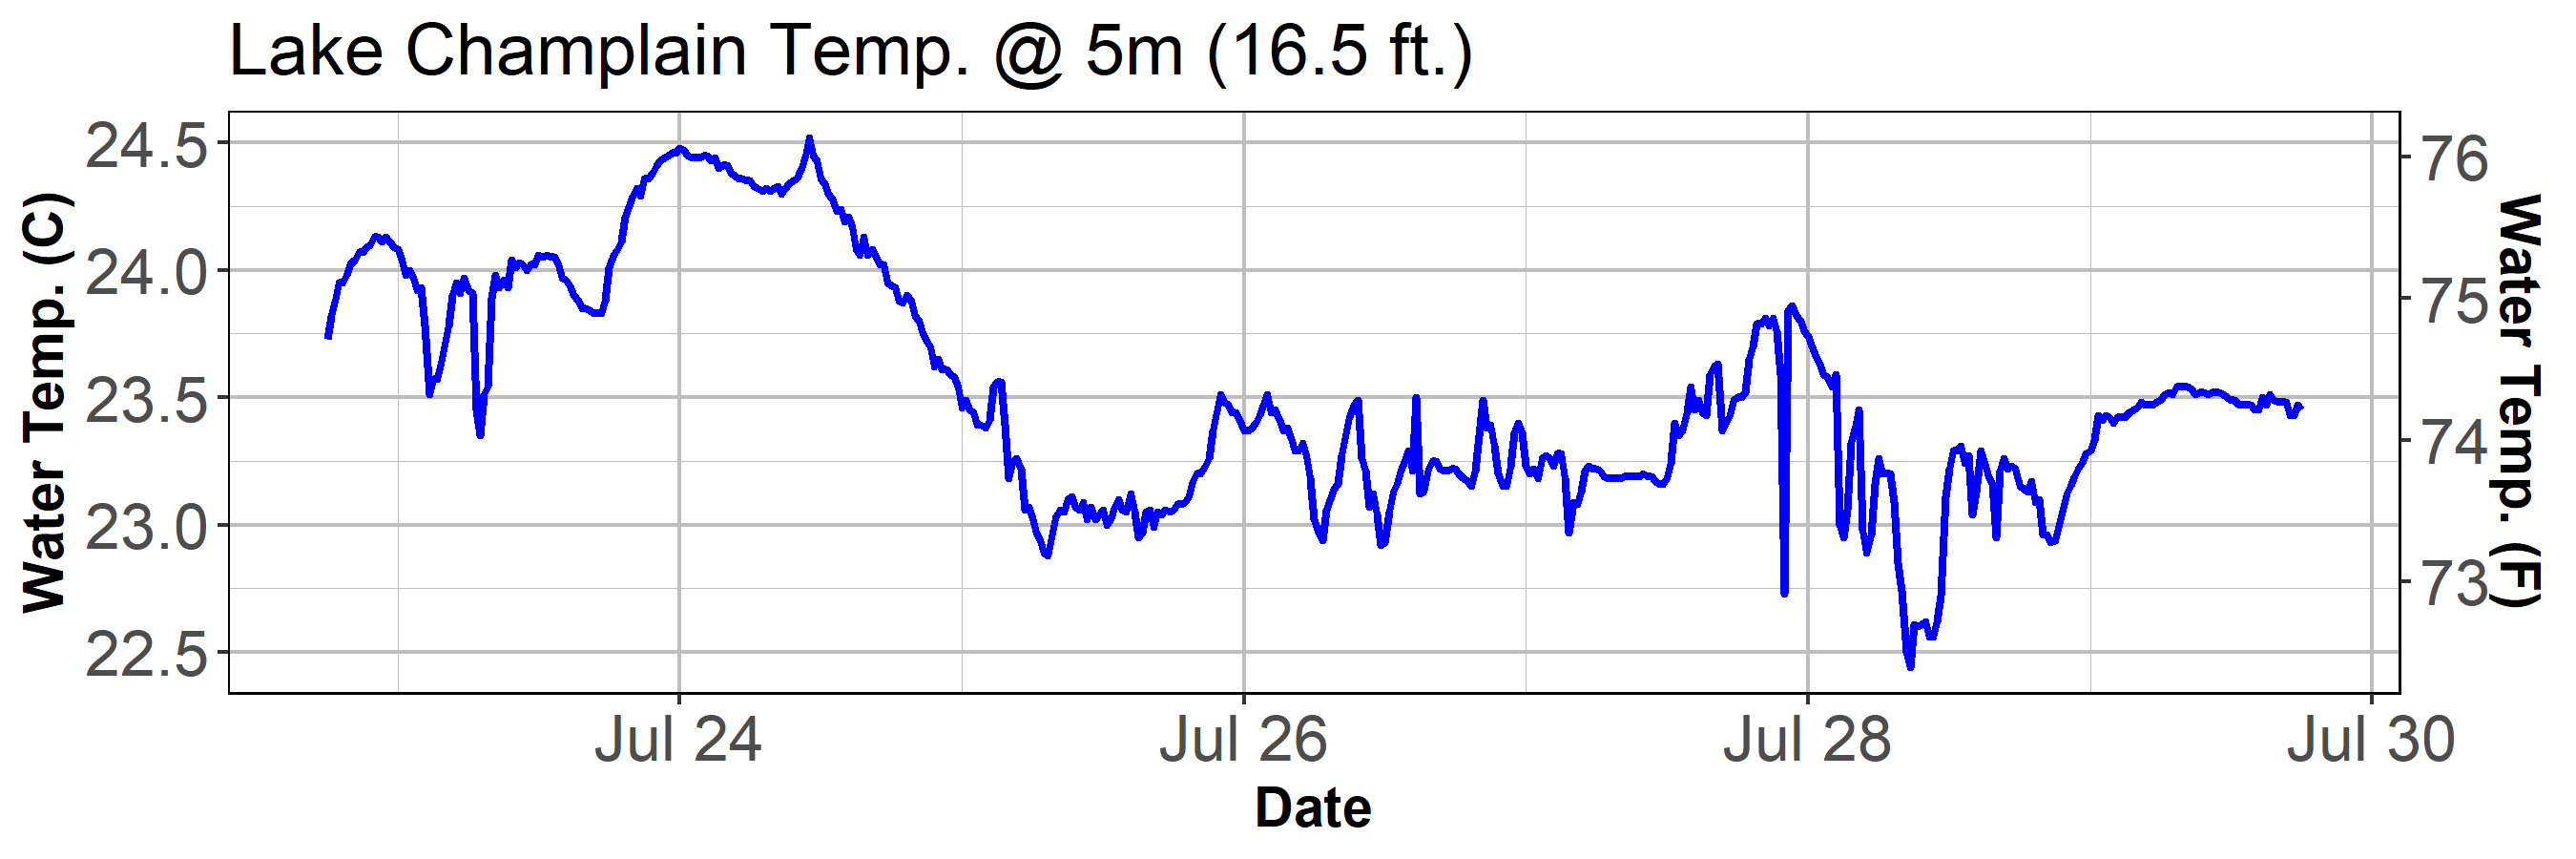 Lake Champlain Temp. @ 5m (16.5 ft.)
Water Temp. (C)
24.5
24.0
23.5
23.0
22.5
76
75
74
73
Water Temp. (F)
Jul 24
Jul 26
Jul 28
Jul 30
Date